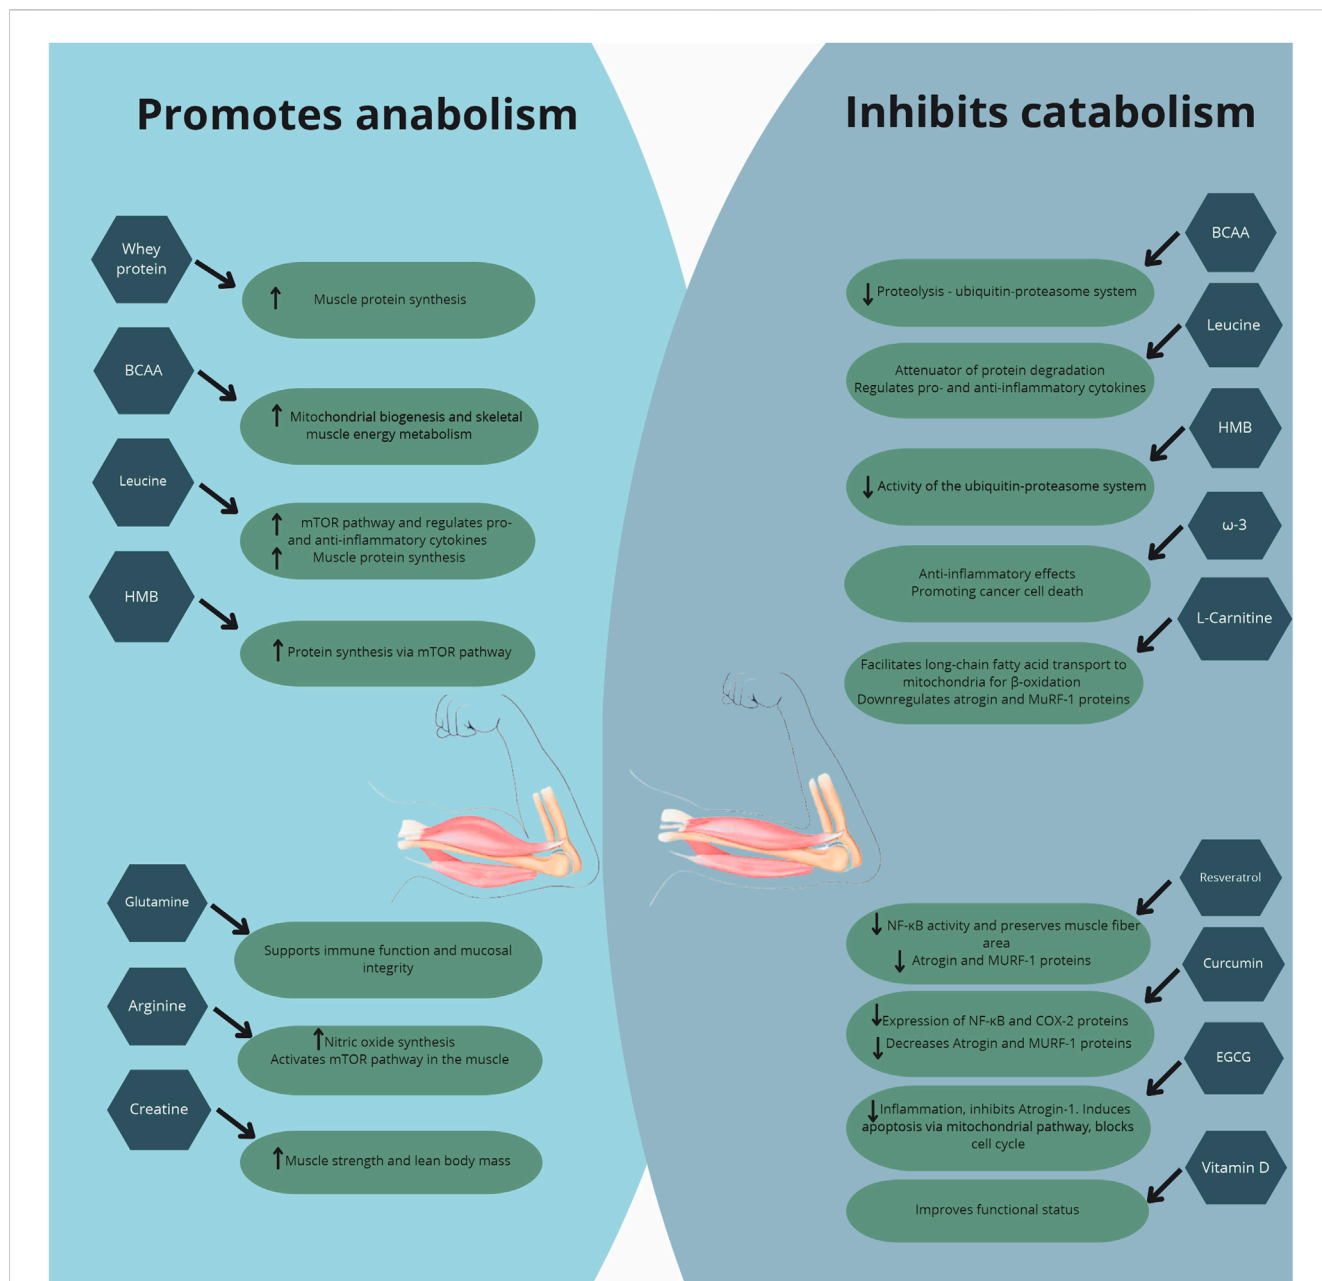 Promotes anabolism
Whey
protein
↑ Muscle protein synthesis
BCAA
↑ Mitochondrial biogenesis and skeletal
muscle energy metabolism
Leucine
↑ mTOR pathway and regulates pro-
and anti-inflammatory cytokines
↑ Muscle protein synthesis
HMB
↑ Protein synthesis via mTOR pathway
Glutamine
Supports immune function and mucosal
integrity
Arginine
↑ Nitric oxide synthesis
Activates mTOR pathway in the muscle
Creatine
↑ Muscle strength and lean body mass
Inhibits catabolism
BCAA
↓ Proteolysis - ubiquitin-proteasome system
Leucine
Attenuator of protein degradation
Regulates pro- and anti-inflammatory cytokines
HMB
↓ Activity of the ubiquitin-proteasome system
ω-3
Anti-inflammatory effects
Promoting cancer cell death
L-Carnitine
Facilitates long-chain fatty acid transport to
mitochondria for β-oxidation
Downregulates atrogin and MuRF-1 proteins
Resveratrol
↓ NF-κB activity and preserves muscle fiber
area
↓ Atrogin and MURF-1 proteins
Curcumin
↓ Expression of NF-κB and COX-2 proteins
↓ Decreases Atrogin and MURF-1 proteins
EGCG
↓ Inflammation, inhibits Atrogin-1. Induces
apoptosis via mitochondrial pathway, blocks
cell cycle
Vitamin D
Improves functional status